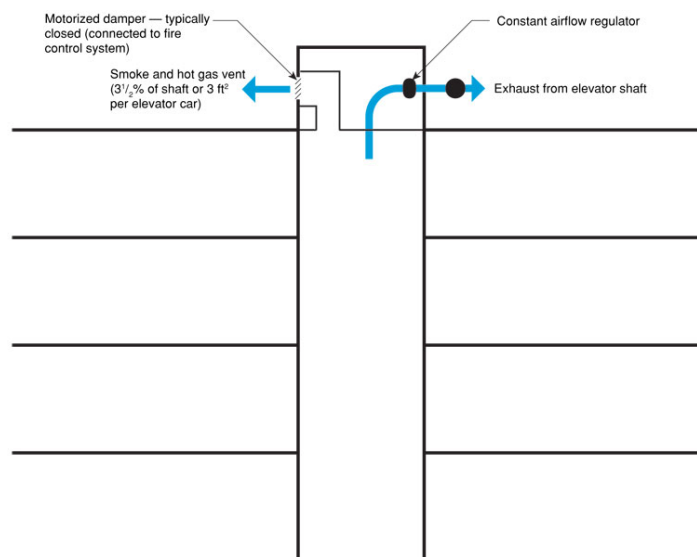 Motorized damper — typically
closed (connected to fire
control system)
Smoke and hot gas vent
(3½% of shaft or 3 ft²
per elevator car)
Constant airflow regulator
Exhaust from elevator shaft